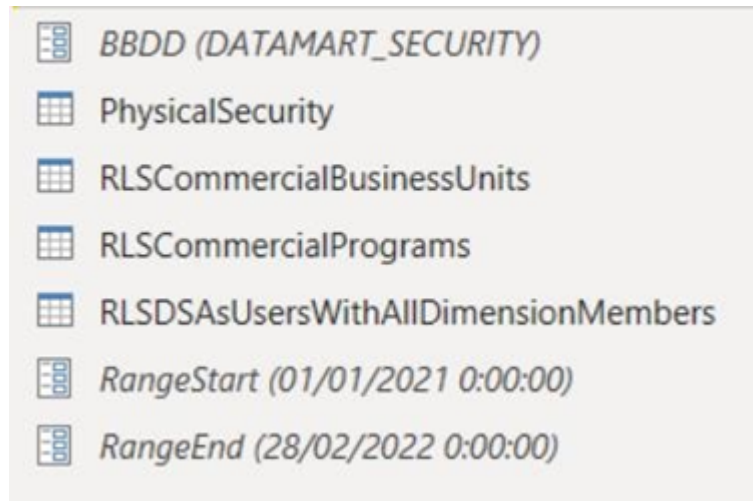 BBDD (DATAMART_SECURITY)
PhysicalSecurity
RLSCommercialBusinessUnits
RLSCommercialPrograms
RLSDSAsUsersWithAllDimensionMembers
RangeStart (01/01/2021 0:00:00)
RangeEnd (28/02/2022 0:00:00)